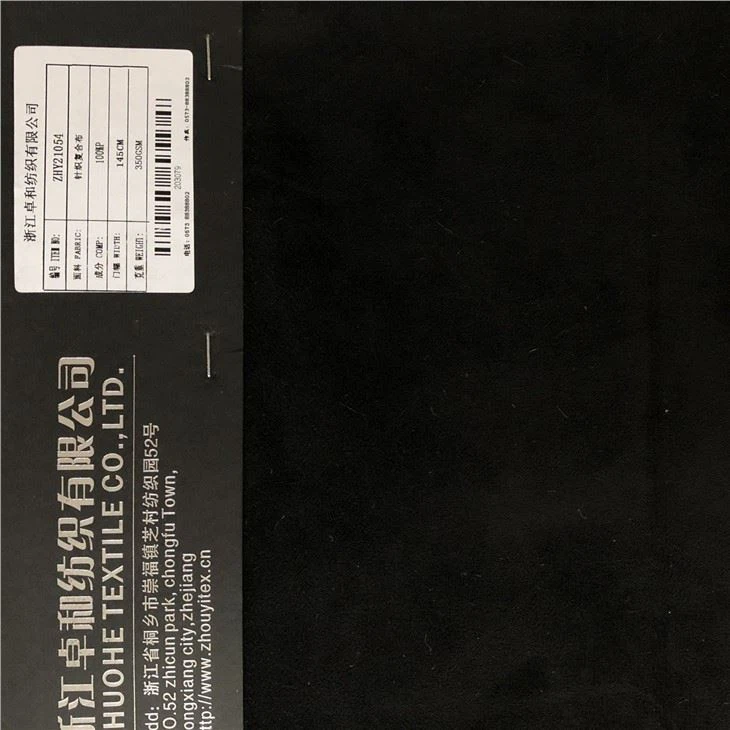 浙江卓和纺织有限公司
编号 ITEM NO: ZHY21054
面料 FABRIC: 针织复合布
成分 COMP: 100%P
门幅 WIDTH: 145CM
克重 WEIGHT: 350GSM
203079
电话: 0573 88388802 传真: 0573-88388803
浙江卓和纺织有限公司
HUOHE TEXTILE CO.,LTD.
dd: 浙江省桐乡市崇福镇芝村纺织园52号
O.52 zhicun park, chongfu Town,
ongxiang city,zhejiang
ttp://www.zhouyitex.cn